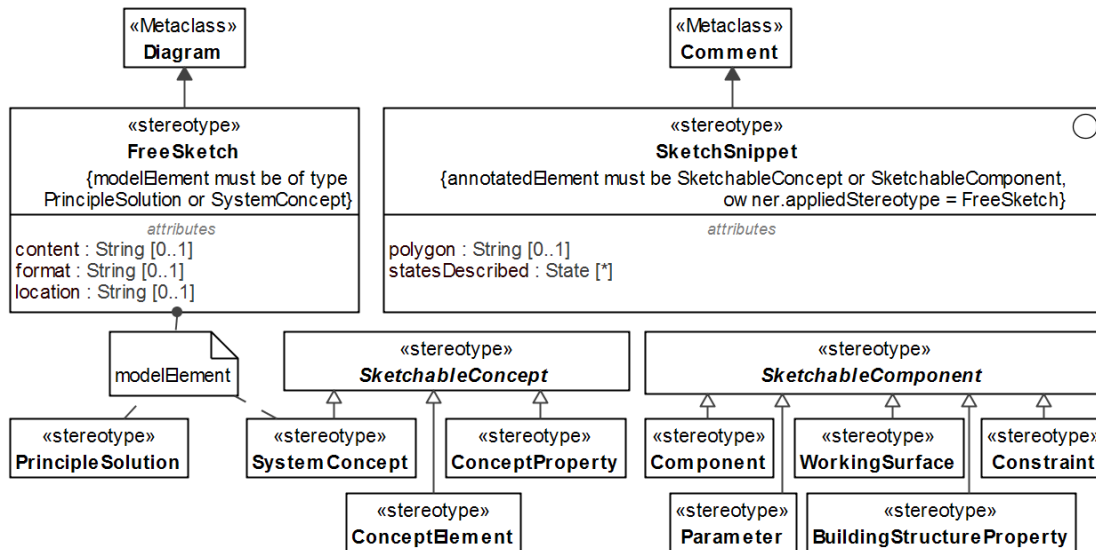 «Metaclass»
Diagram
«Metaclass»
Comment
«stereotype»
FreeSketch
{modelElement must be of type
PrincipleSolution or SystemConcept}
attributes
content : String [0..1]
format : String [0..1]
location : String [0..1]
«stereotype»
SketchSnippet
{annotatedElement must be SketchableConcept or SketchableComponent,
ow ner.appliedStereotype = FreeSketch}
attributes
polygon : String [0..1]
statesDescribed : State [*]
modelElement
«stereotype»
SketchableConcept
«stereotype»
SketchableComponent
«stereotype»
PrincipleSolution
«stereotype»
SystemConcept
«stereotype»
ConceptProperty
«stereotype»
Component
«stereotype»
WorkingSurface
«stereotype»
Constraint
«stereotype»
ConceptElement
«stereotype»
Parameter
«stereotype»
BuildingStructureProperty